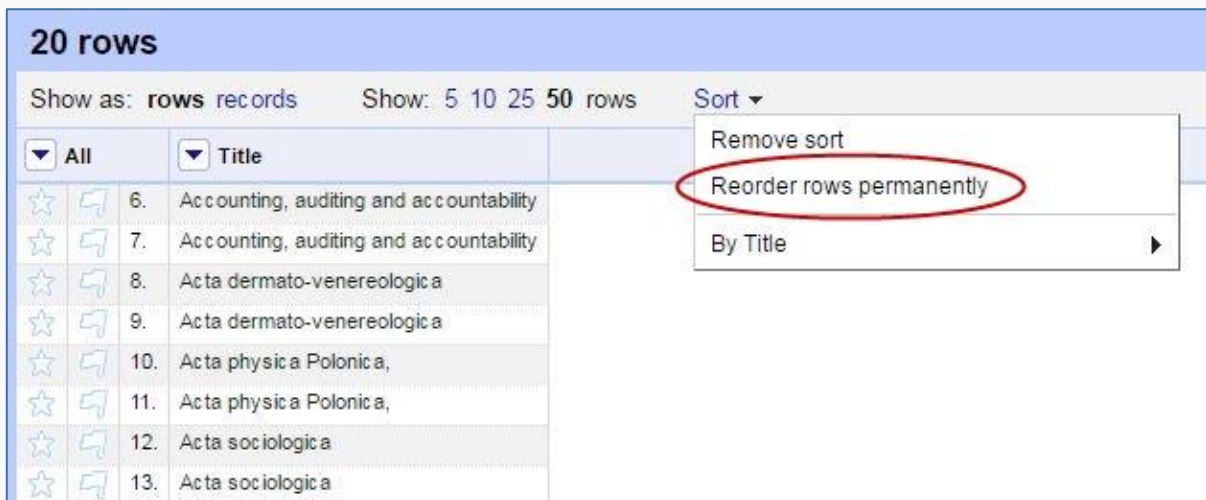 20 rows
Show as: rows records Show: 5 10 25 50 rows Sort
Remove sort
All Title
Reorder rows permanently
6. Accounting, auditing and accountability
7. Accounting, auditing and accountability
By Title
8. Acta dermato-venereologica
9. Acta dermato-venereologica
10. Acta physica Polonica,
11. Acta physica Polonica,
12. Acta sociologica
13. Acta sociologica